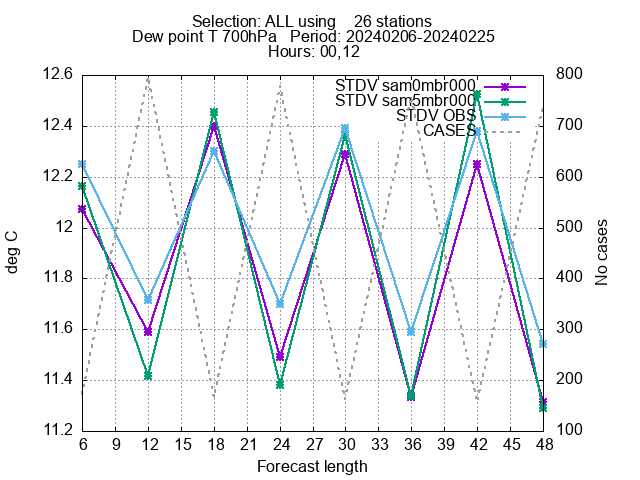 Selection: ALL using    26 stations
Dew point T 700hPa   Period: 20240206-20240225
Hours: 00,12
STDV sam0mbr000
STDV sam5mbr000
STDV OBS
CASES
12.6
12.4
12.2
12
11.8
11.6
11.4
11.2
deg C
800
700
600
500
400
300
200
100
No cases
6 9 12 15 18 21 24 27 30 33 36 39 42 45 48
Forecast length